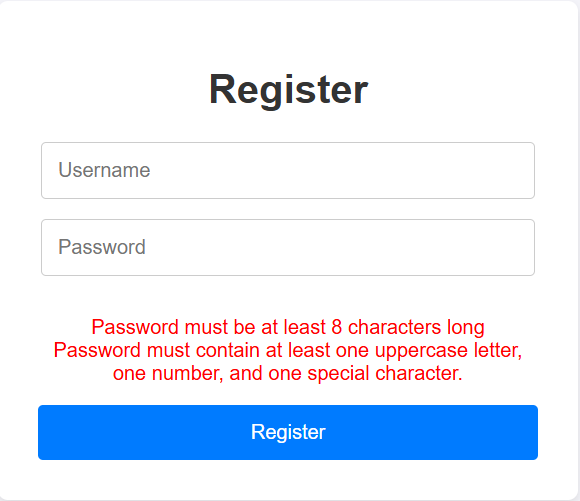 Register
Username
Password
Password must be at least 8 characters long
Password must contain at least one uppercase letter,
one number, and one special character.
Register